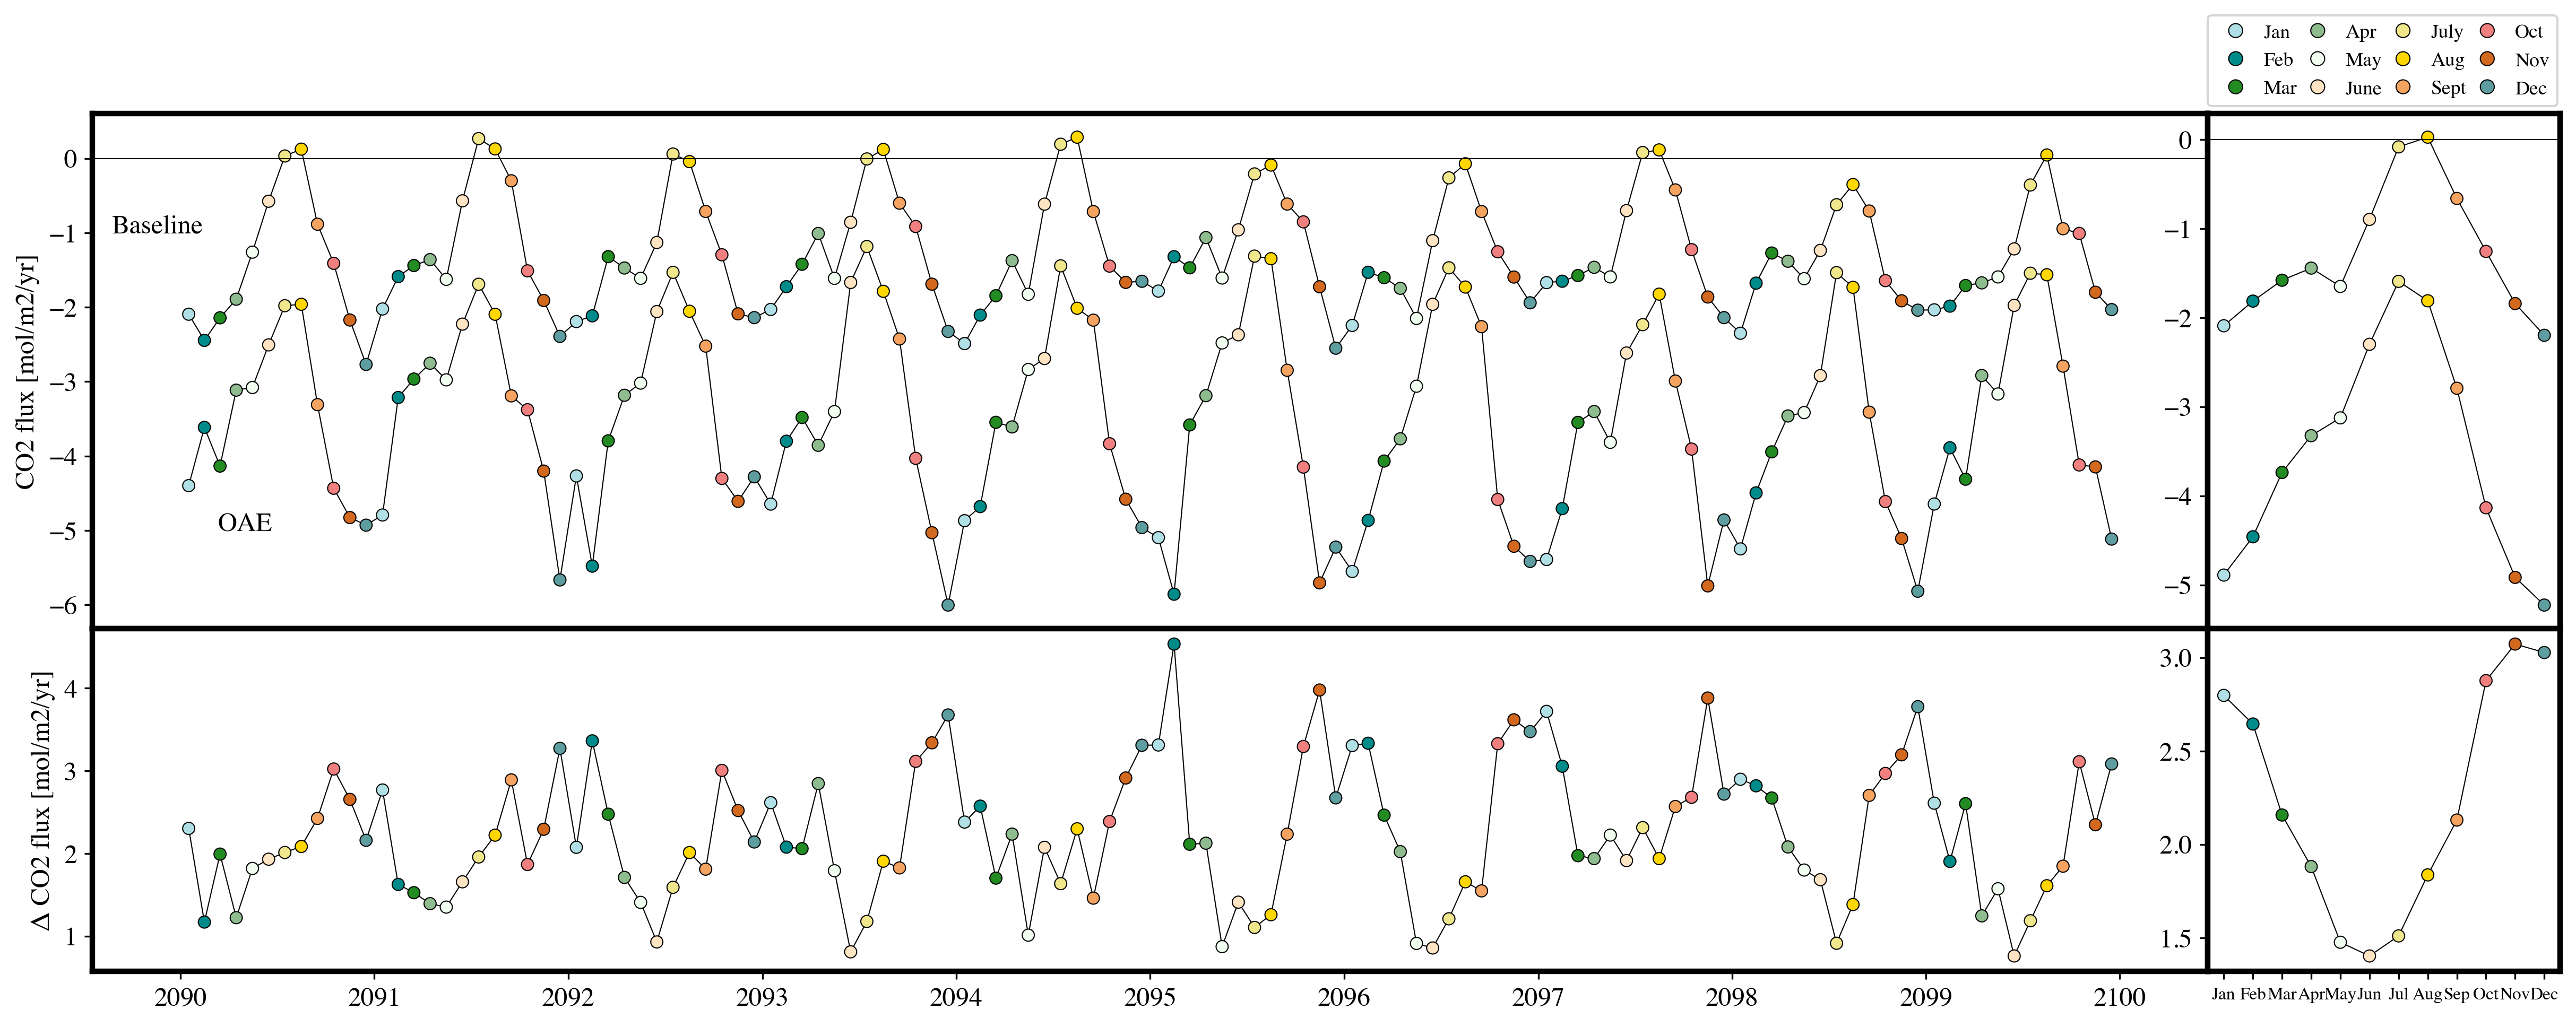 Jan Apr July Oct
Feb May Aug Nov
Mar June Sept Dec
CO2 flux [mol/m2/yr]
0
−1
−2
−3
−4
−5
−6
Baseline
OAE
0
−1
−2
−3
−4
−5
Δ CO2 flux [mol/m2/yr]
4
3
2
1
3.0
2.5
2.0
1.5
2090 2091 2092 2093 2094 2095 2096 2097 2098 2099 2100
Jan Feb Mar Apr May Jun Jul Aug Sep Oct Nov Dec